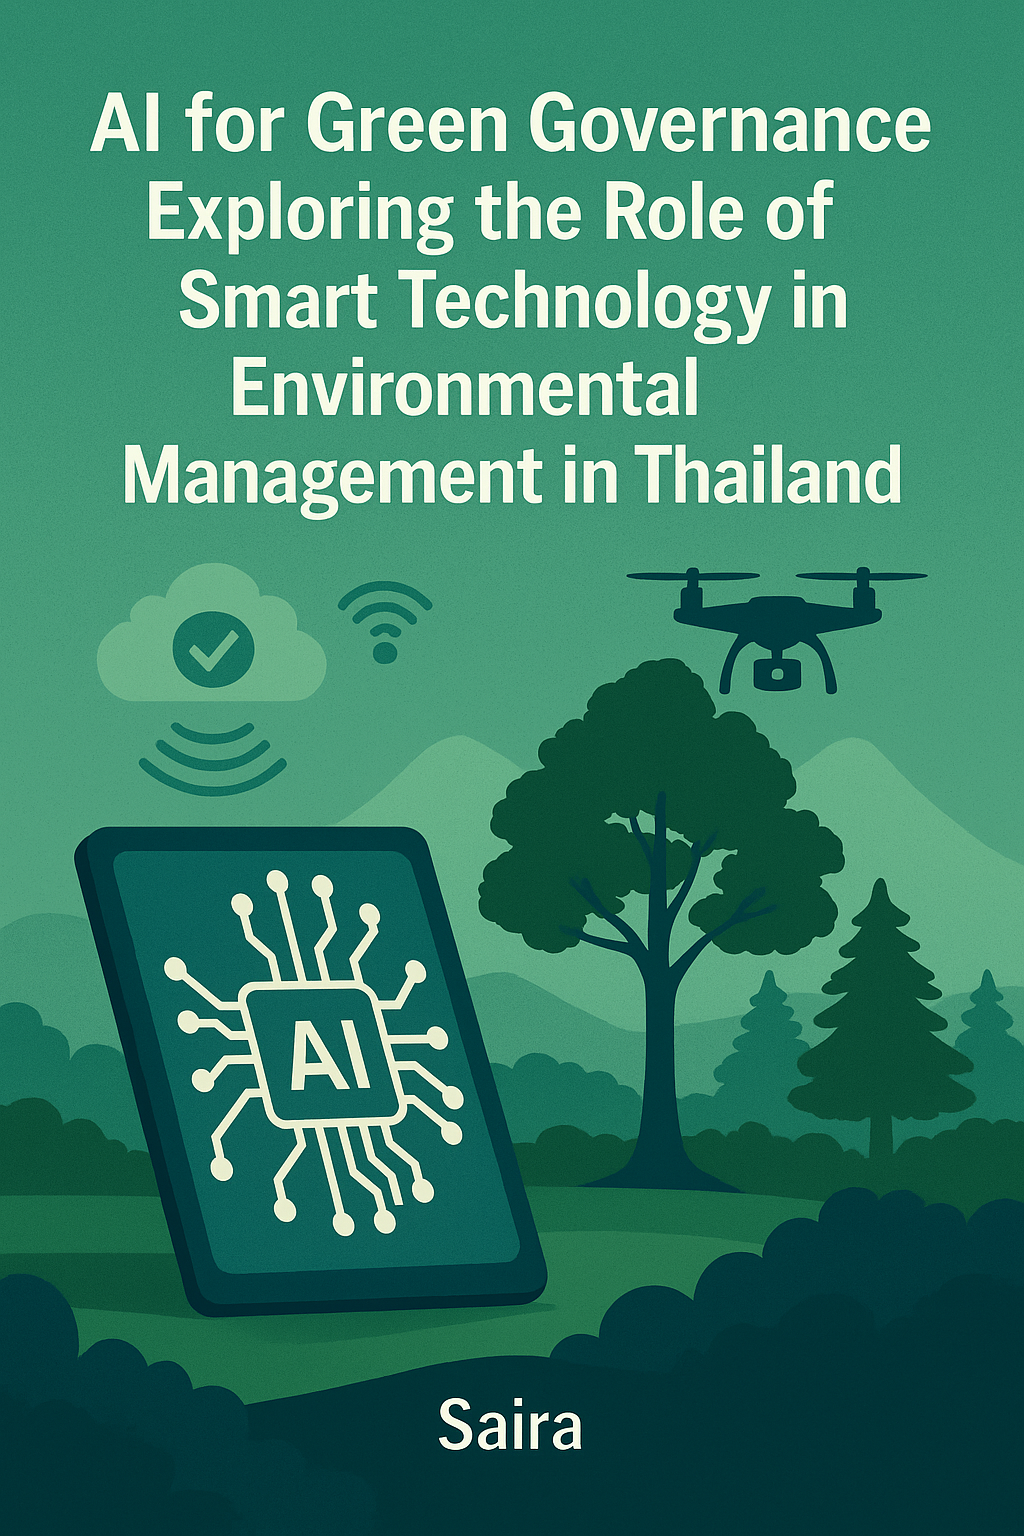 AI for Green Governance
Exploring the Role of
Smart Technology in
Environmental
Management in Thailand
AI
Saira